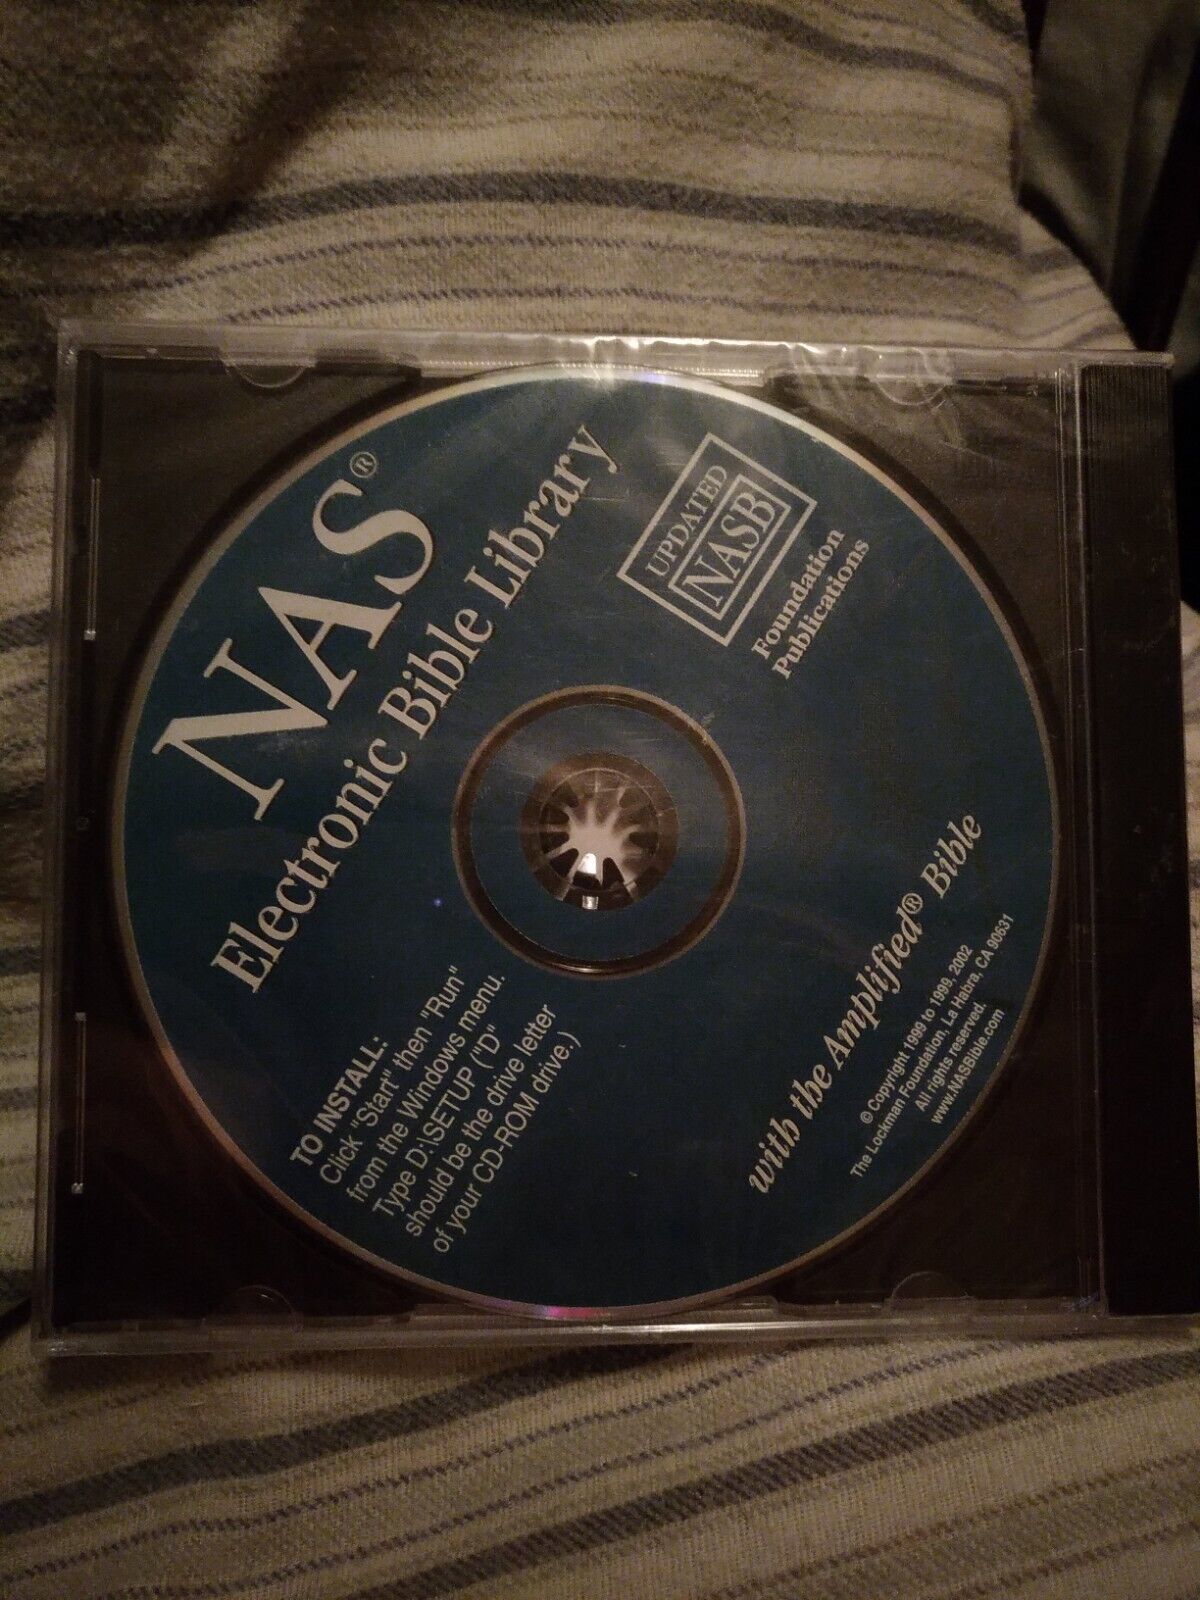 NAS®
Electronic Bible Library
UPDATED
NASB
Foundation
Publications
TO INSTALL:
Click "Start" then "Run"
from the Windows menu.
Type D:\SETUP ("D"
should be the drive letter
of your CD-ROM drive.)
with the Amplified® Bible
© Copyright 1999 to 1999, 2002
The Lockman Foundation, La Habra, CA 90631
All rights reserved.
www.NASBible.com